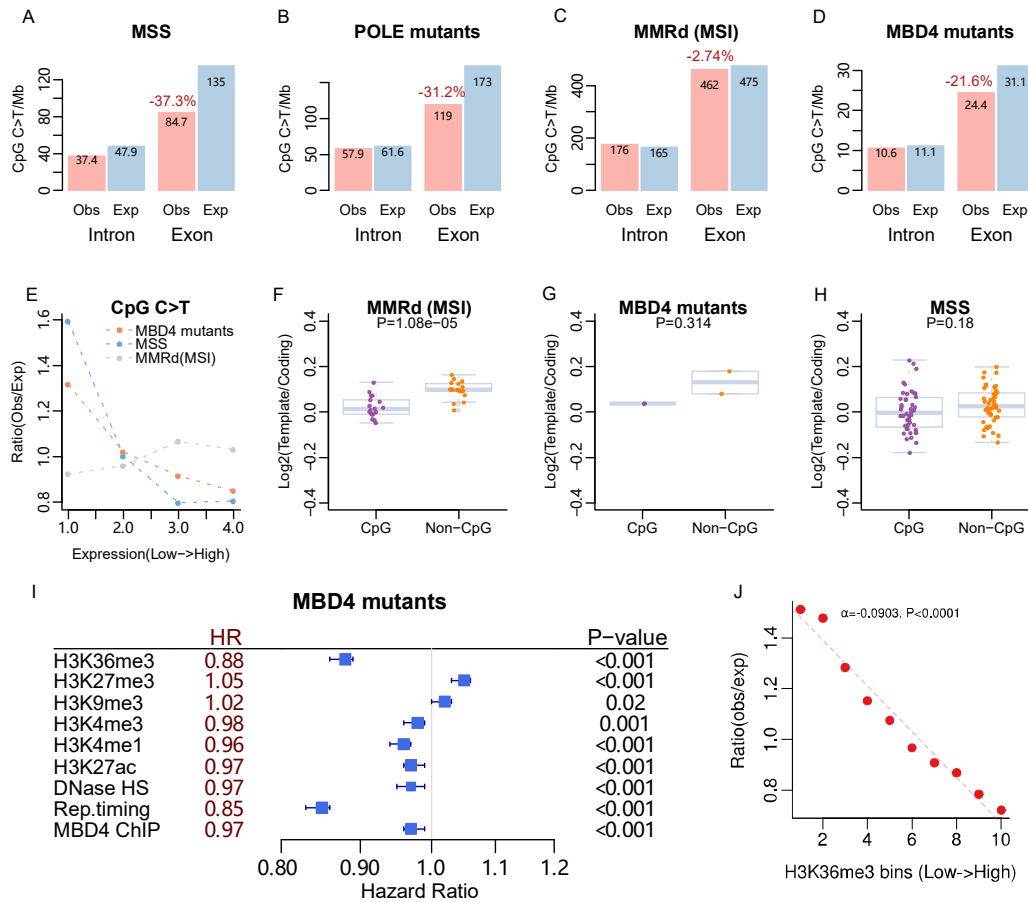 A
MSS
CpG C>T/Mb
0
40
80
120
37.4
47.9
-37.3%
84.7
135
Obs
Exp
Obs
Exp
Intron
Exon
B
POLE mutants
CpG C>T/Mb
0
50
100
150
57.9
61.6
-31.2%
119
173
Obs
Exp
Obs
Exp
Intron
Exon
C
MMRd (MSI)
CpG C>T/Mb
0
200
400
176
165
-2.74%
462
475
Obs
Exp
Obs
Exp
Intron
Exon
D
MBD4 mutants
CpG C>T/Mb
0
10
20
30
10.6
11.1
-21.6%
24.4
31.1
Obs
Exp
Obs
Exp
Intron
Exon
E
CpG C>T
MBD4 mutants
MSS
MMRd(MSI)
Ratio(Obs/Exp)
0.8
1.0
1.2
1.4
1.6
1.0
2.0
3.0
4.0
Expression(Low->High)
F
MMRd (MSI)
P=1.08e-05
Log2(Template/Coding)
-0.4
-0.2
0.0
0.2
0.4
CpG
Non-CpG
G
MBD4 mutants
P=0.314
Log2(Template/Coding)
-0.4
-0.2
0.0
0.2
0.4
CpG
Non-CpG
H
MSS
P=0.18
Log2(Template/Coding)
-0.4
-0.2
0.0
0.2
0.4
CpG
Non-CpG
I
MBD4 mutants
HR P-value
H3K36me3 0.88 <0.001
H3K27me3 1.05 <0.001
H3K9me3 1.02 0.02
H3K4me3 0.98 0.001
H3K4me1 0.96 <0.001
H3K27ac 0.97 <0.001
DNase HS 0.97 <0.001
Rep.timing 0.85 <0.001
MBD4 ChIP 0.97 <0.001
0.80 0.90 1.0 1.1 1.2
Hazard Ratio
J
α=-0.0903, P<0.0001
Ratio(obs/exp)
0.8
1.0
1.2
1.4
2 4 6 8 10
H3K36me3 bins (Low->High)